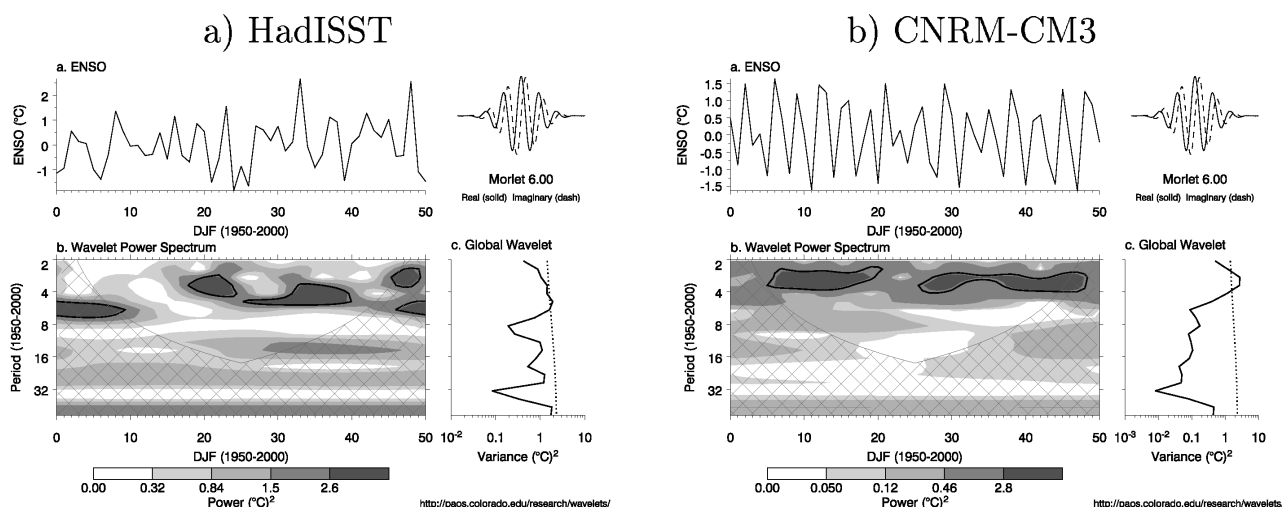 a) HadISST
a. ENSO
ENSO (°C)
2
1
0
-1
0 10 20 30 40 50
DJF (1950-2000)
Morlet 6.00
Real (solid) Imaginary (dash)
b. Wavelet Power Spectrum
Period (1950-2000)
2
4
8
16
32
0 10 20 30 40 50
DJF (1950-2000)
0.00 0.32 0.84 1.5 2.6
Power (°C)2
c. Global Wavelet
10-2 0.1 1 10
Variance (°C)2
http://paos.colorado.edu/research/wavelets/
b) CNRM-CM3
a. ENSO
ENSO (°C)
1.5
1.0
0.5
0.0
-0.5
-1.0
-1.5
0 10 20 30 40 50
DJF (1950-2000)
Morlet 6.00
Real (solid) Imaginary (dash)
b. Wavelet Power Spectrum
Period (1950-2000)
2
4
8
16
32
0 10 20 30 40 50
DJF (1950-2000)
0.00 0.050 0.12 0.46 2.8
Power (°C)2
c. Global Wavelet
10-3 10-2 0.1 1 10
Variance (°C)2
http://paos.colorado.edu/research/wavelets